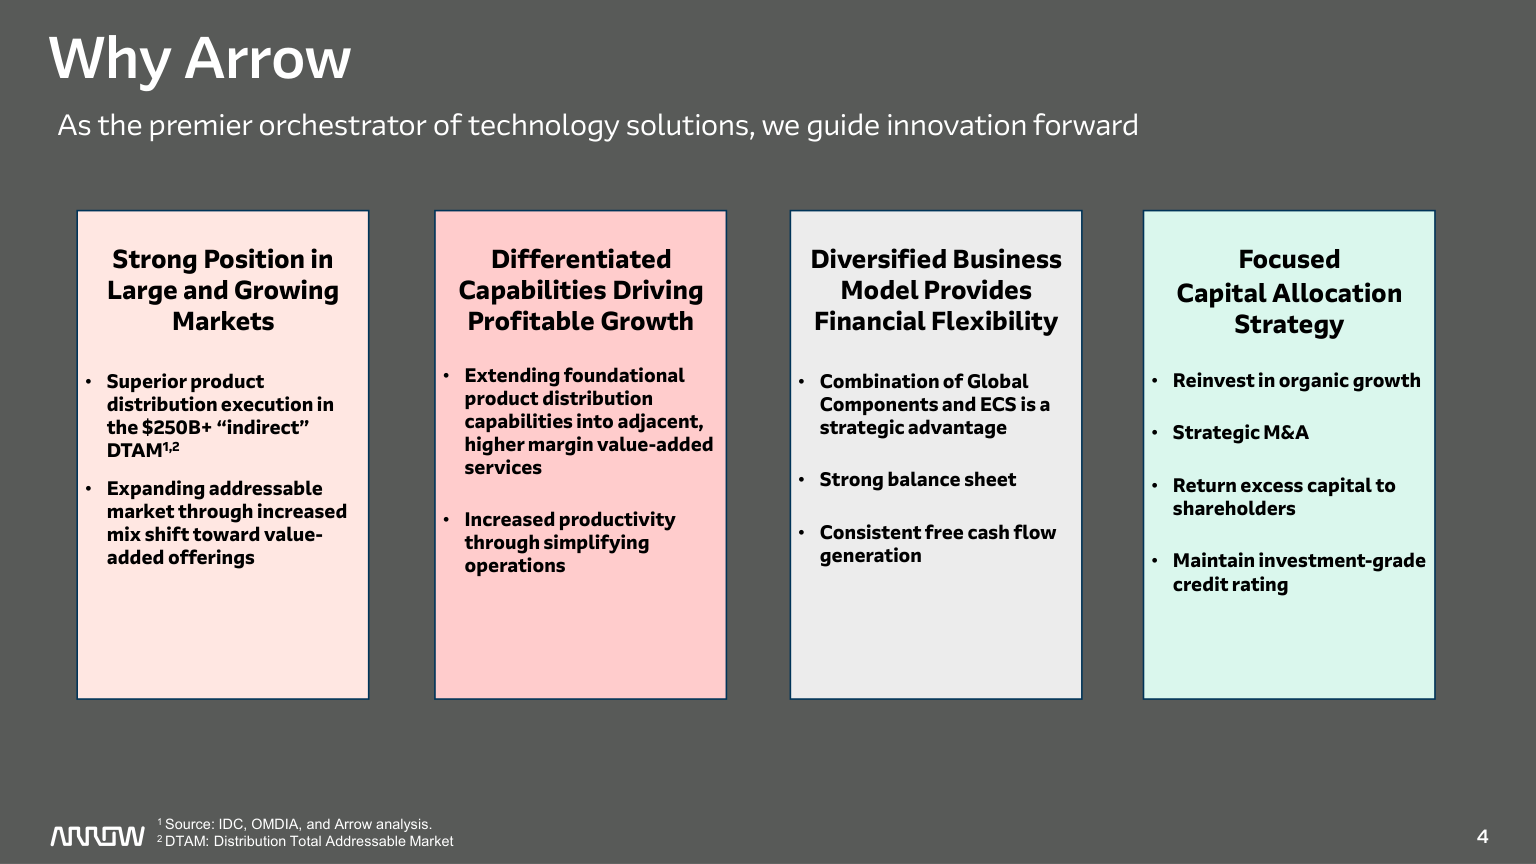 Why Arrow
As the premier orchestrator of technology solutions, we guide innovation forward
Strong Position in
Large and Growing
Markets
• Superior product
distribution execution in
the $250B+ “indirect”
DTAM¹,²
• Expanding addressable
market through increased
mix shift toward value-
added offerings
Differentiated
Capabilities Driving
Profitable Growth
• Extending foundational
product distribution
capabilities into adjacent,
higher margin value-added
services
• Increased productivity
through simplifying
operations
Diversified Business
Model Provides
Financial Flexibility
• Combination of Global
Components and ECS is a
strategic advantage
• Strong balance sheet
• Consistent free cash flow
generation
Focused
Capital Allocation
Strategy
• Reinvest in organic growth
• Strategic M&A
• Return excess capital to
shareholders
• Maintain investment-grade
credit rating
ARROW
¹ Source: IDC, OMDIA, and Arrow analysis.
² DTAM: Distribution Total Addressable Market
4